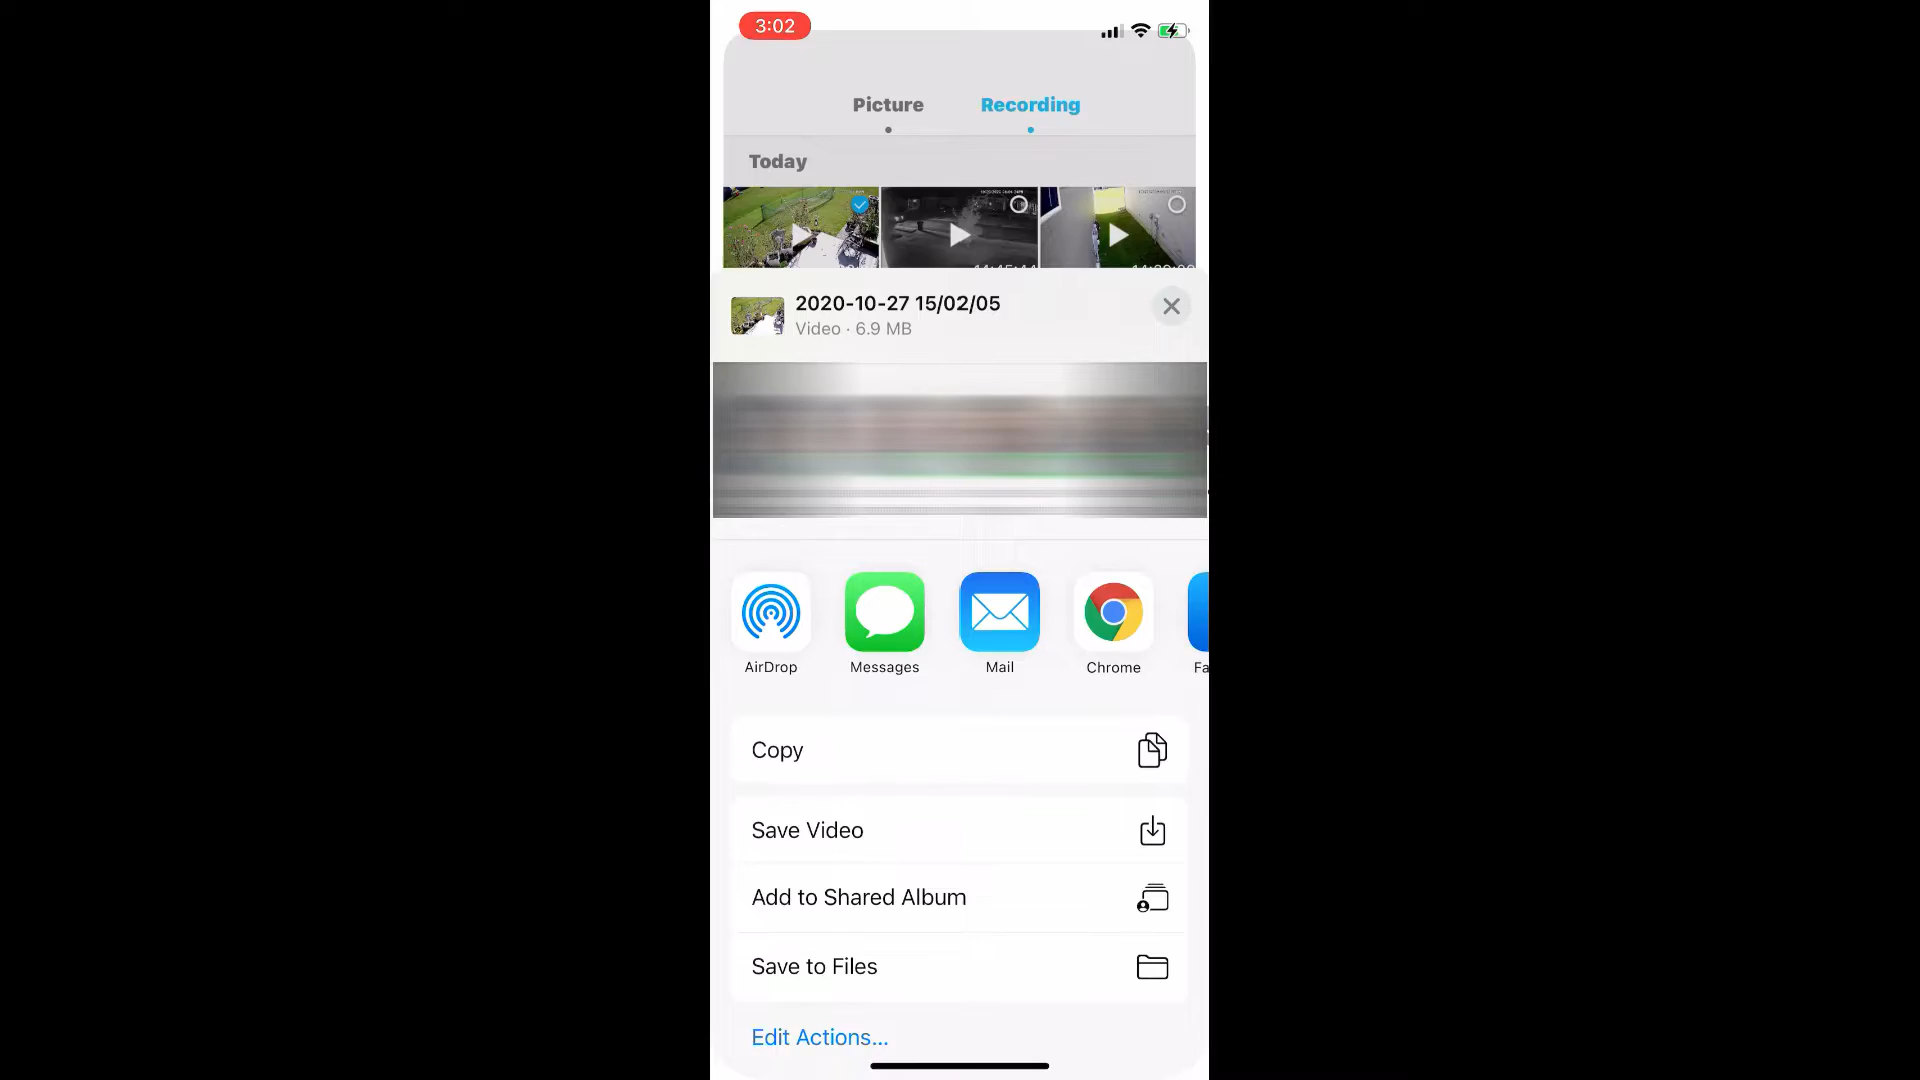 3:02
Picture Recording
Today
2020-10-27 15/02/05
Video · 6.9 MB
AirDrop Messages Mail Chrome Fa
Copy
Save Video
Add to Shared Album
Save to Files
Edit Actions...